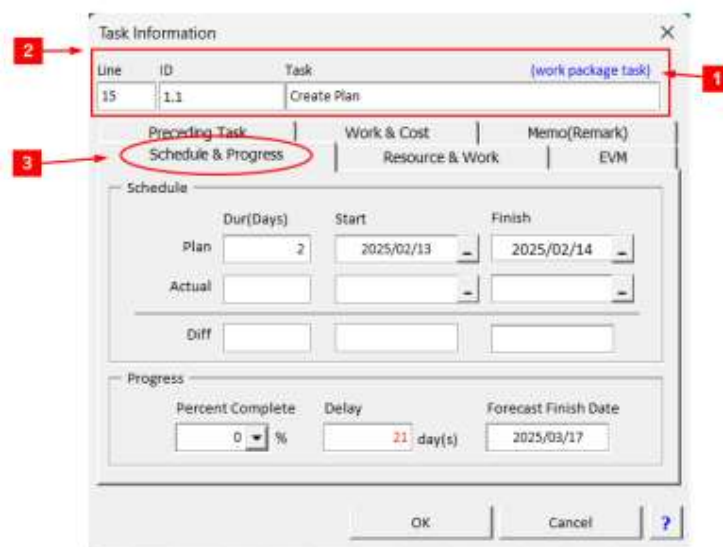 Task Information
2
Line ID Task (work package task)
1
15 1.1 Create Plan
Preceding Task Work & Cost Memo(Remark)
3
Schedule & Progress Resource & Work EVM
Schedule
Dur(Days) Start Finish
Plan 2 2025/02/13 2025/02/14
Actual
Diff
Progress
Percent Complete Delay Forecast Finish Date
0 % 21 day(s) 2025/03/17
OK Cancel ?